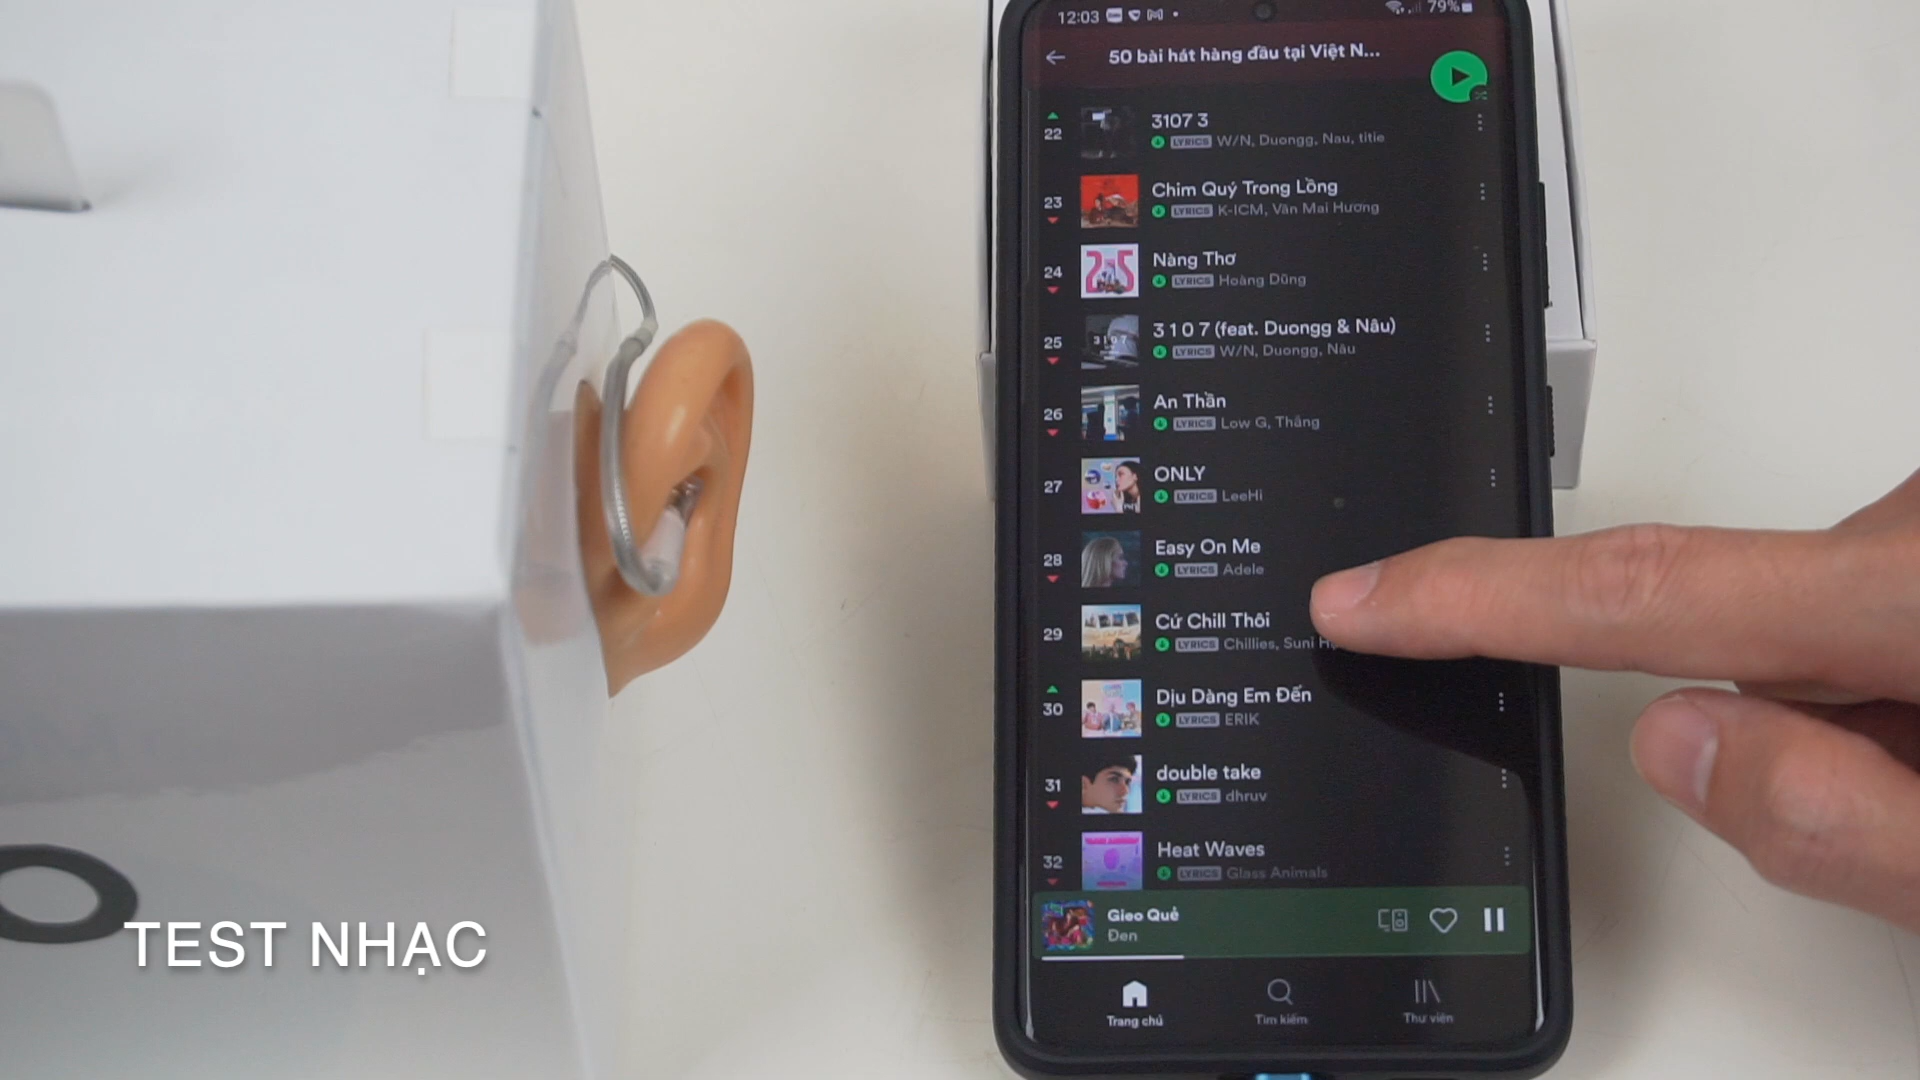 12:03
79%
50 bài hát hàng đầu tại Việt N...
22
3107 3
LYRICS W/N, Duongg, Nau, titie
23
Chim Quý Trong Lồng
LYRICS K-ICM, Văn Mai Hương
24
Nàng Thơ
LYRICS Hoàng Dũng
25
3 1 0 7 (feat. Duongg & Nâu)
LYRICS W/N, Duongg, Nâu
26
An Thần
LYRICS Low G, Thắng
27
ONLY
LYRICS LeeHi
28
Easy On Me
LYRICS Adele
29
Cứ Chill Thôi
LYRICS Chillies, Suni
30
Dịu Dàng Em Đến
LYRICS ERIK
31
double take
LYRICS dhruv
32
Heat Waves
LYRICS Glass Animals
Gieo Quẻ
Đen
Trang chủ
Tìm kiếm
Thư viện
TEST NHẠC